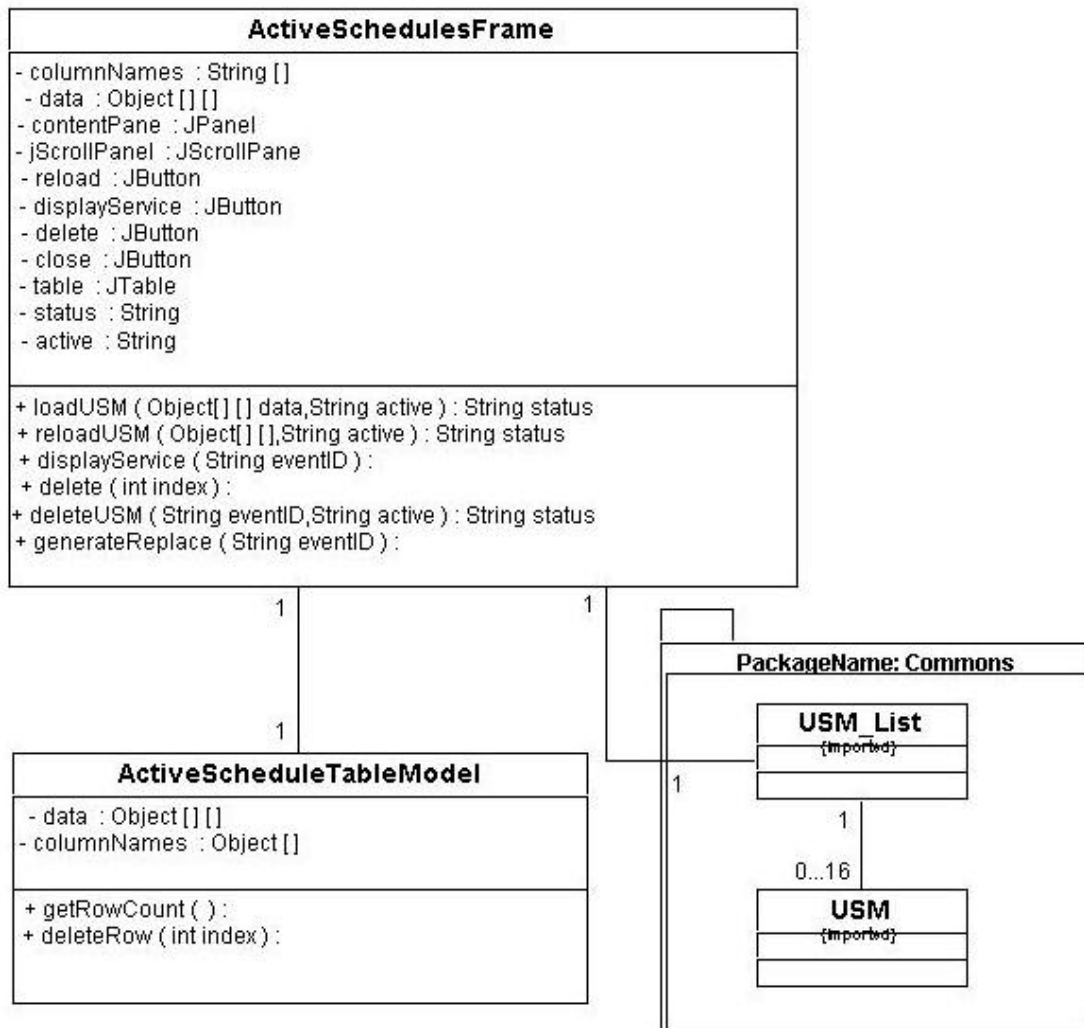 ActiveSchedulesFrame
- columnNames : String [ ]
- data : Object [ ] [ ]
- contentPane : JPanel
- jScrollPanel : JScrollPane
- reload : JButton
- displayService : JButton
- delete : JButton
- close : JButton
- table : JTable
- status : String
- active : String
+ loadUSM ( Object[ ] [ ] data,String active ) : String status
+ reloadUSM ( Object[ ] [ ],String active ) : String status
+ displayService ( String eventID ) :
+ delete ( int index ) :
+ deleteUSM ( String eventID,String active ) : String status
+ generateReplace ( String eventID ) :
1
1
PackageName: Commons
USM_List
{imported}
1
1
1
ActiveScheduleTableModel
- data : Object [ ] [ ]
- columnNames : Object [ ]
+ getRowCount ( ) :
+ deleteRow ( int index ) :
0...16
USM
{imported}